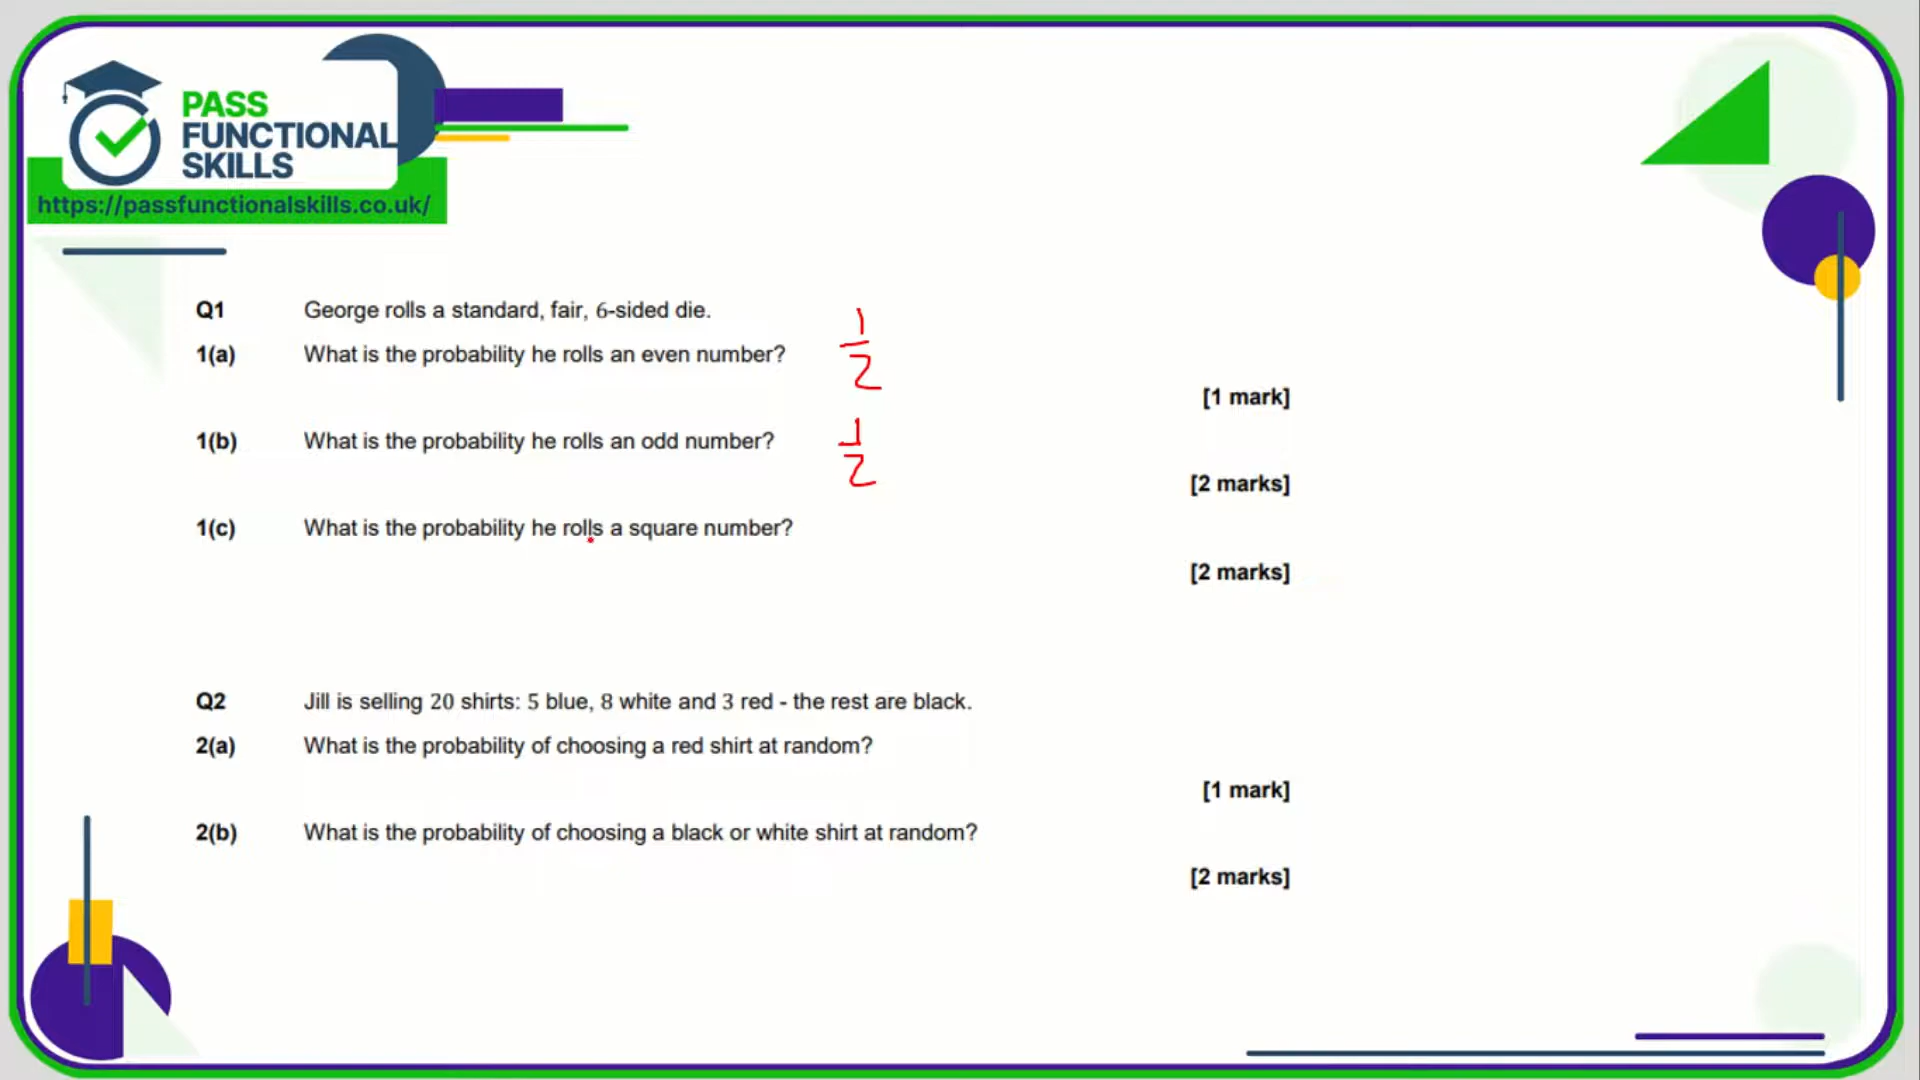 PASS
FUNCTIONAL
SKILLS
https://passfunctionalskills.co.uk/
Q1 George rolls a standard, fair, 6-sided die.
1(a) What is the probability he rolls an even number? 1/2
[1 mark]
1(b) What is the probability he rolls an odd number? 1/2
[2 marks]
1(c) What is the probability he rolls a square number?
[2 marks]
Q2 Jill is selling 20 shirts: 5 blue, 8 white and 3 red - the rest are black.
2(a) What is the probability of choosing a red shirt at random?
[1 mark]
2(b) What is the probability of choosing a black or white shirt at random?
[2 marks]